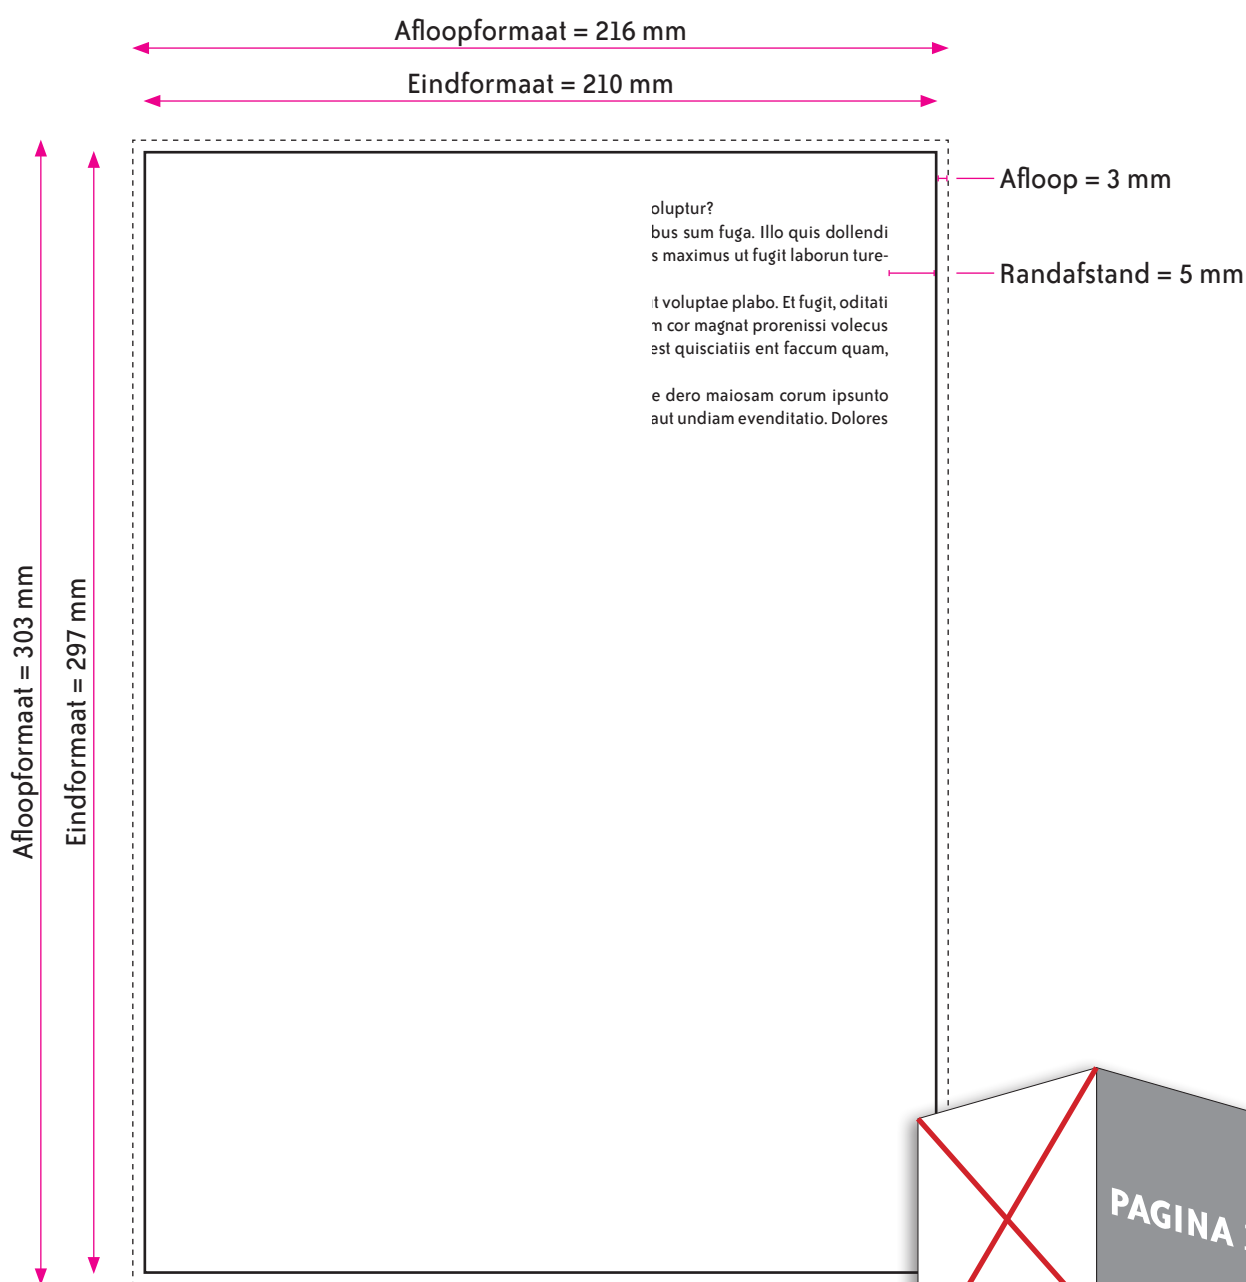 Afloopformaat = 216 mm
Eindformaat = 210 mm
Afloop = 3 mm
oluptur?
bus sum fuga. Illo quis dollendi
s maximus ut fugit laborun ture-
Randafstand = 5 mm
t voluptae plabo. Et fugit, oditati
m cor magnat prorenissi volecus
est quisciatiis ent faccum quam,
e dero maiosam corum ipsunto
aut undiam evenditatio. Dolores
Afloopformaat = 303 mm
Eindformaat = 297 mm
PAGINA